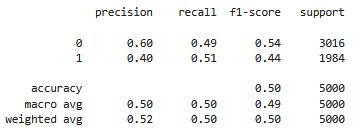 precision recall f1-score support
0 0.60 0.49 0.54 3016
1 0.40 0.51 0.44 1984
accuracy 0.50 5000
macro avg 0.50 0.50 0.49 5000
weighted avg 0.52 0.50 0.50 5000